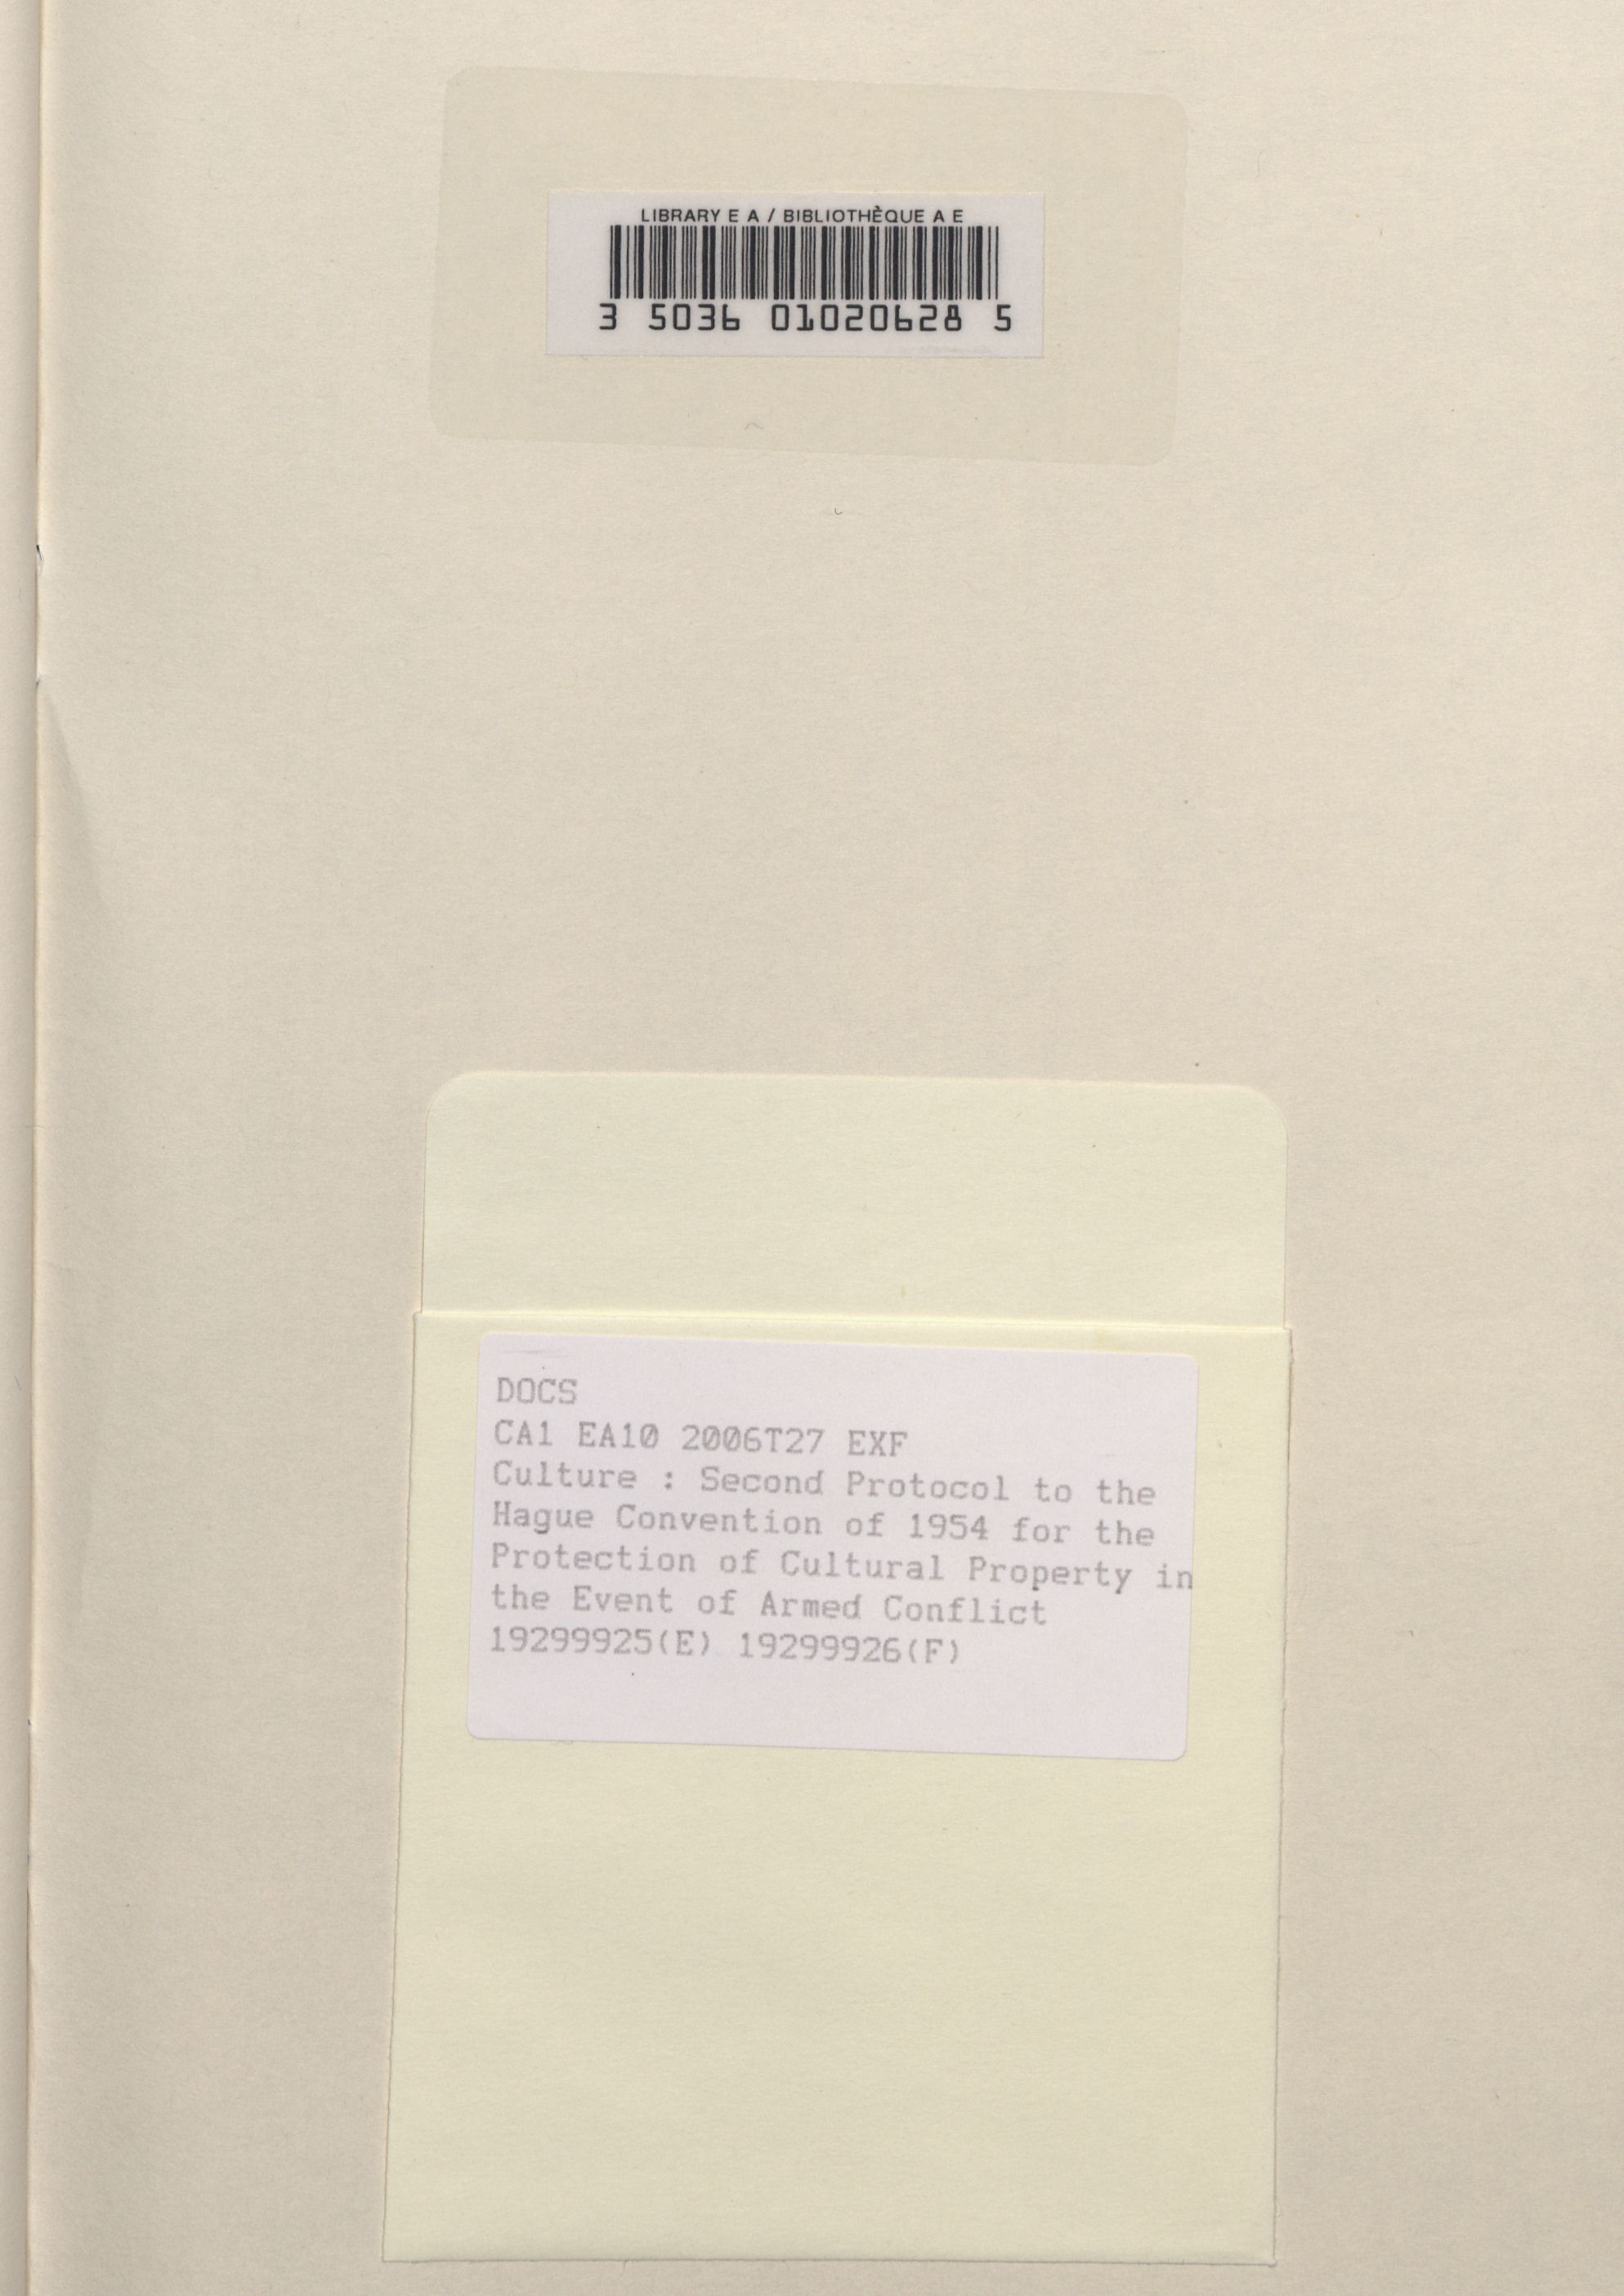 LIBRARY E A / BIBLIOTHÈQUE A E
3 5036 01020628 5
DOCS
CA1 EA10 2006T27 EXF
Culture : Second Protocol to the
Hague Convention of 1954 for the
Protection of Cultural Property in
the Event of Armed Conflict
19299925(E) 19299926(F)